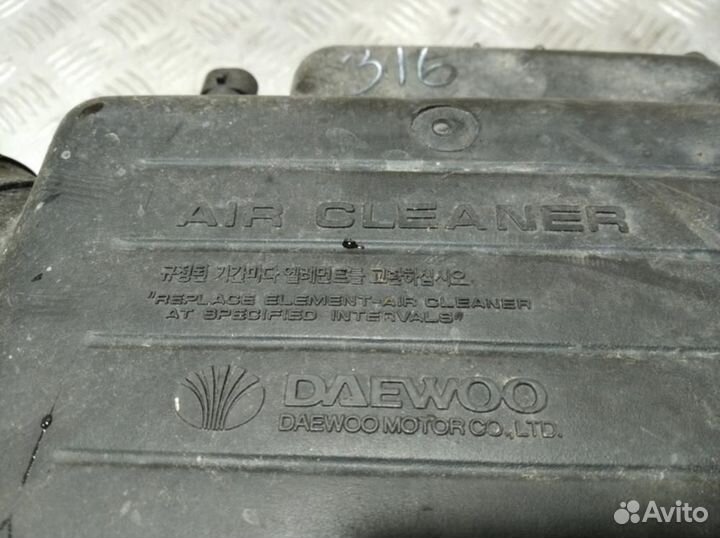 316
AIR CLEANER
규정된 기간마다 엘레멘트를 교환하십시오.
"REPLACE ELEMENT-AIR CLEANER
AT SPECIFIED INTERVALS"
DAEWOO
DAEWOO MOTOR CO., LTD.
Avito